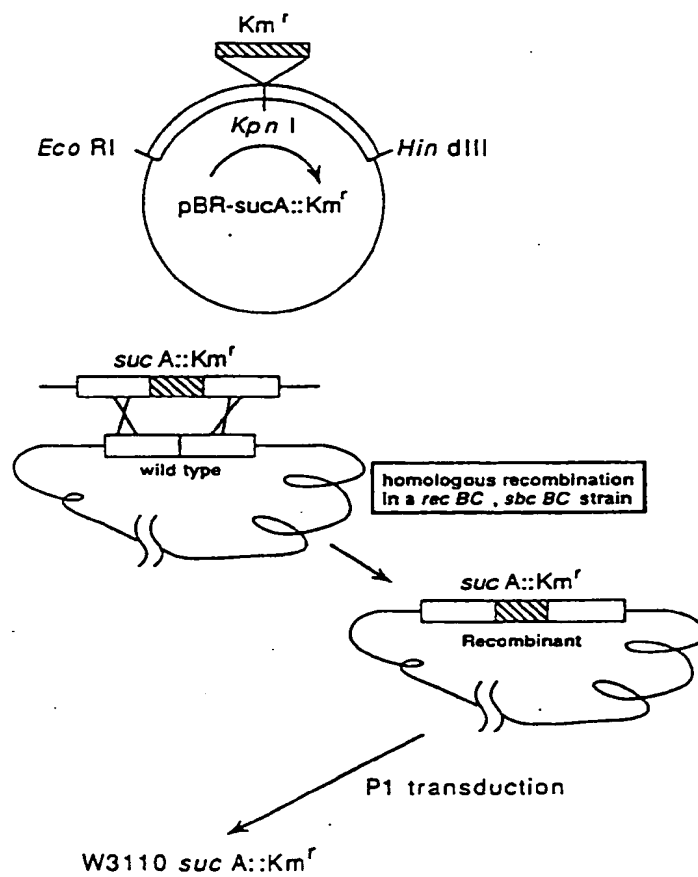 Km r
Kpn I
Eco RI
Hin dIII
pBR-sucA::Km r
suc A::Km r
wild type
homologous recombination
in a rec BC , sbc BC strain
suc A::Km r
Recombinant
P1 transduction
W3110 suc A::Km r